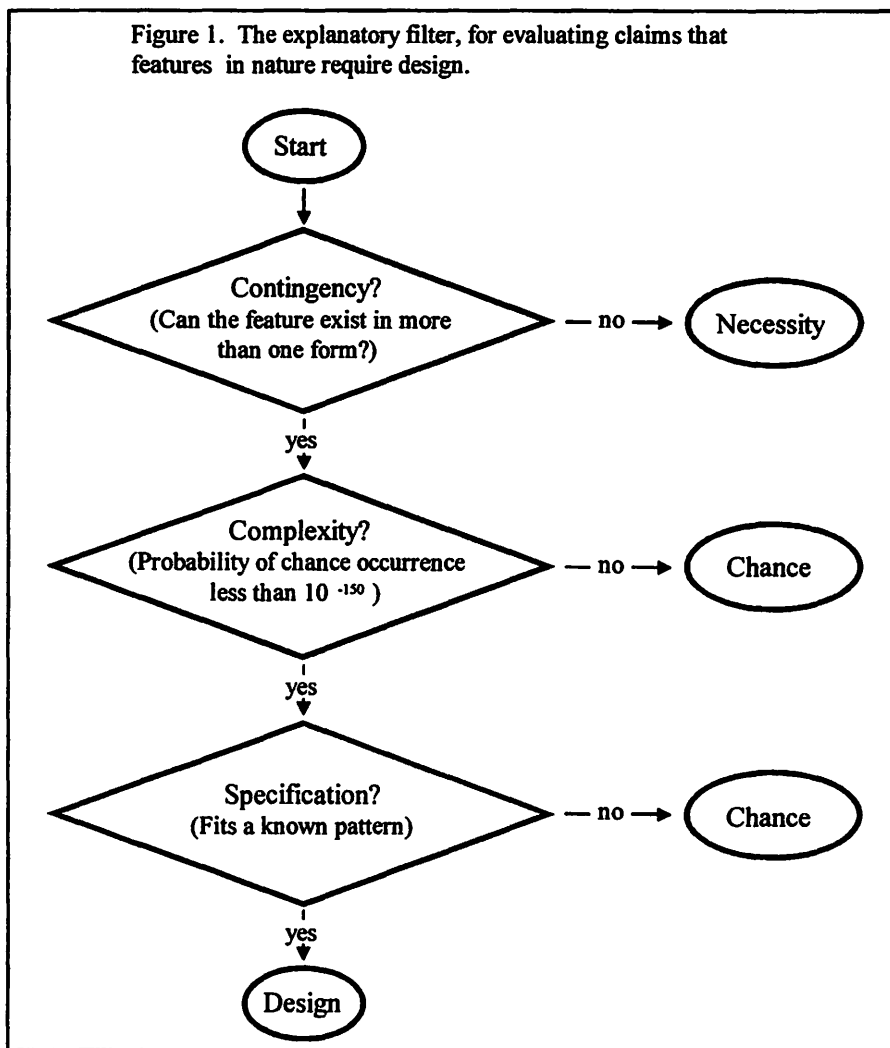 Figure 1. The explanatory filter, for evaluating claims that
features in nature require design.
Start
Contingency?
(Can the feature exist in more
than one form?)
no
Necessity
yes
Complexity?
(Probability of chance occurrence
less than 10 -150 )
no
Chance
yes
Specification?
(Fits a known pattern)
no
Chance
yes
Design